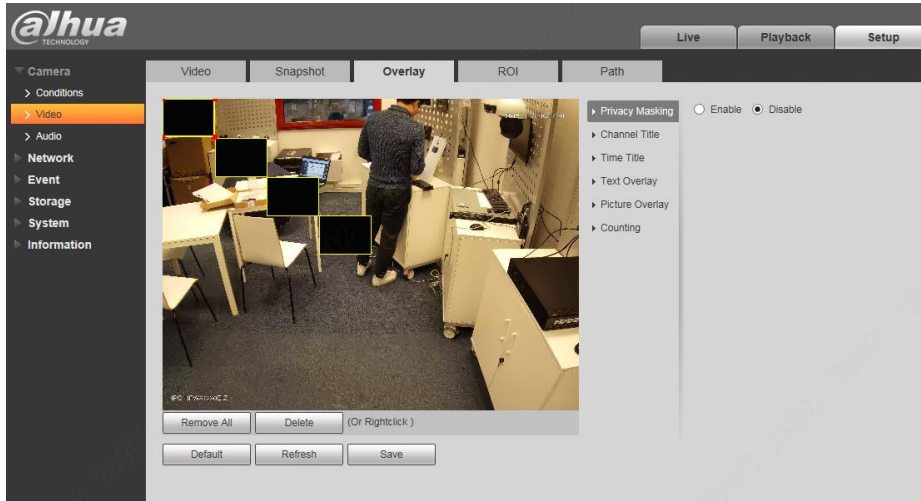 alhua
TECHNOLOGY
Live
Playback
Setup
Camera
Conditions
Video
Audio
Network
Event
Storage
System
Information
Video
Snapshot
Overlay
ROI
Path
Privacy Masking
Channel Title
Time Title
Text Overlay
Picture Overlay
Counting
Enable
Disable
Remove All
Delete
(Or Rightclick )
Default
Refresh
Save